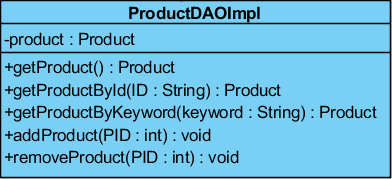 ProductDAOImpl
-product : Product
+getProduct() : Product
+getProductById(ID : String) : Product
+getProductByKeyword(keyword : String) : Product
+addProduct(PID : int) : void
+removeProduct(PID : int) : void